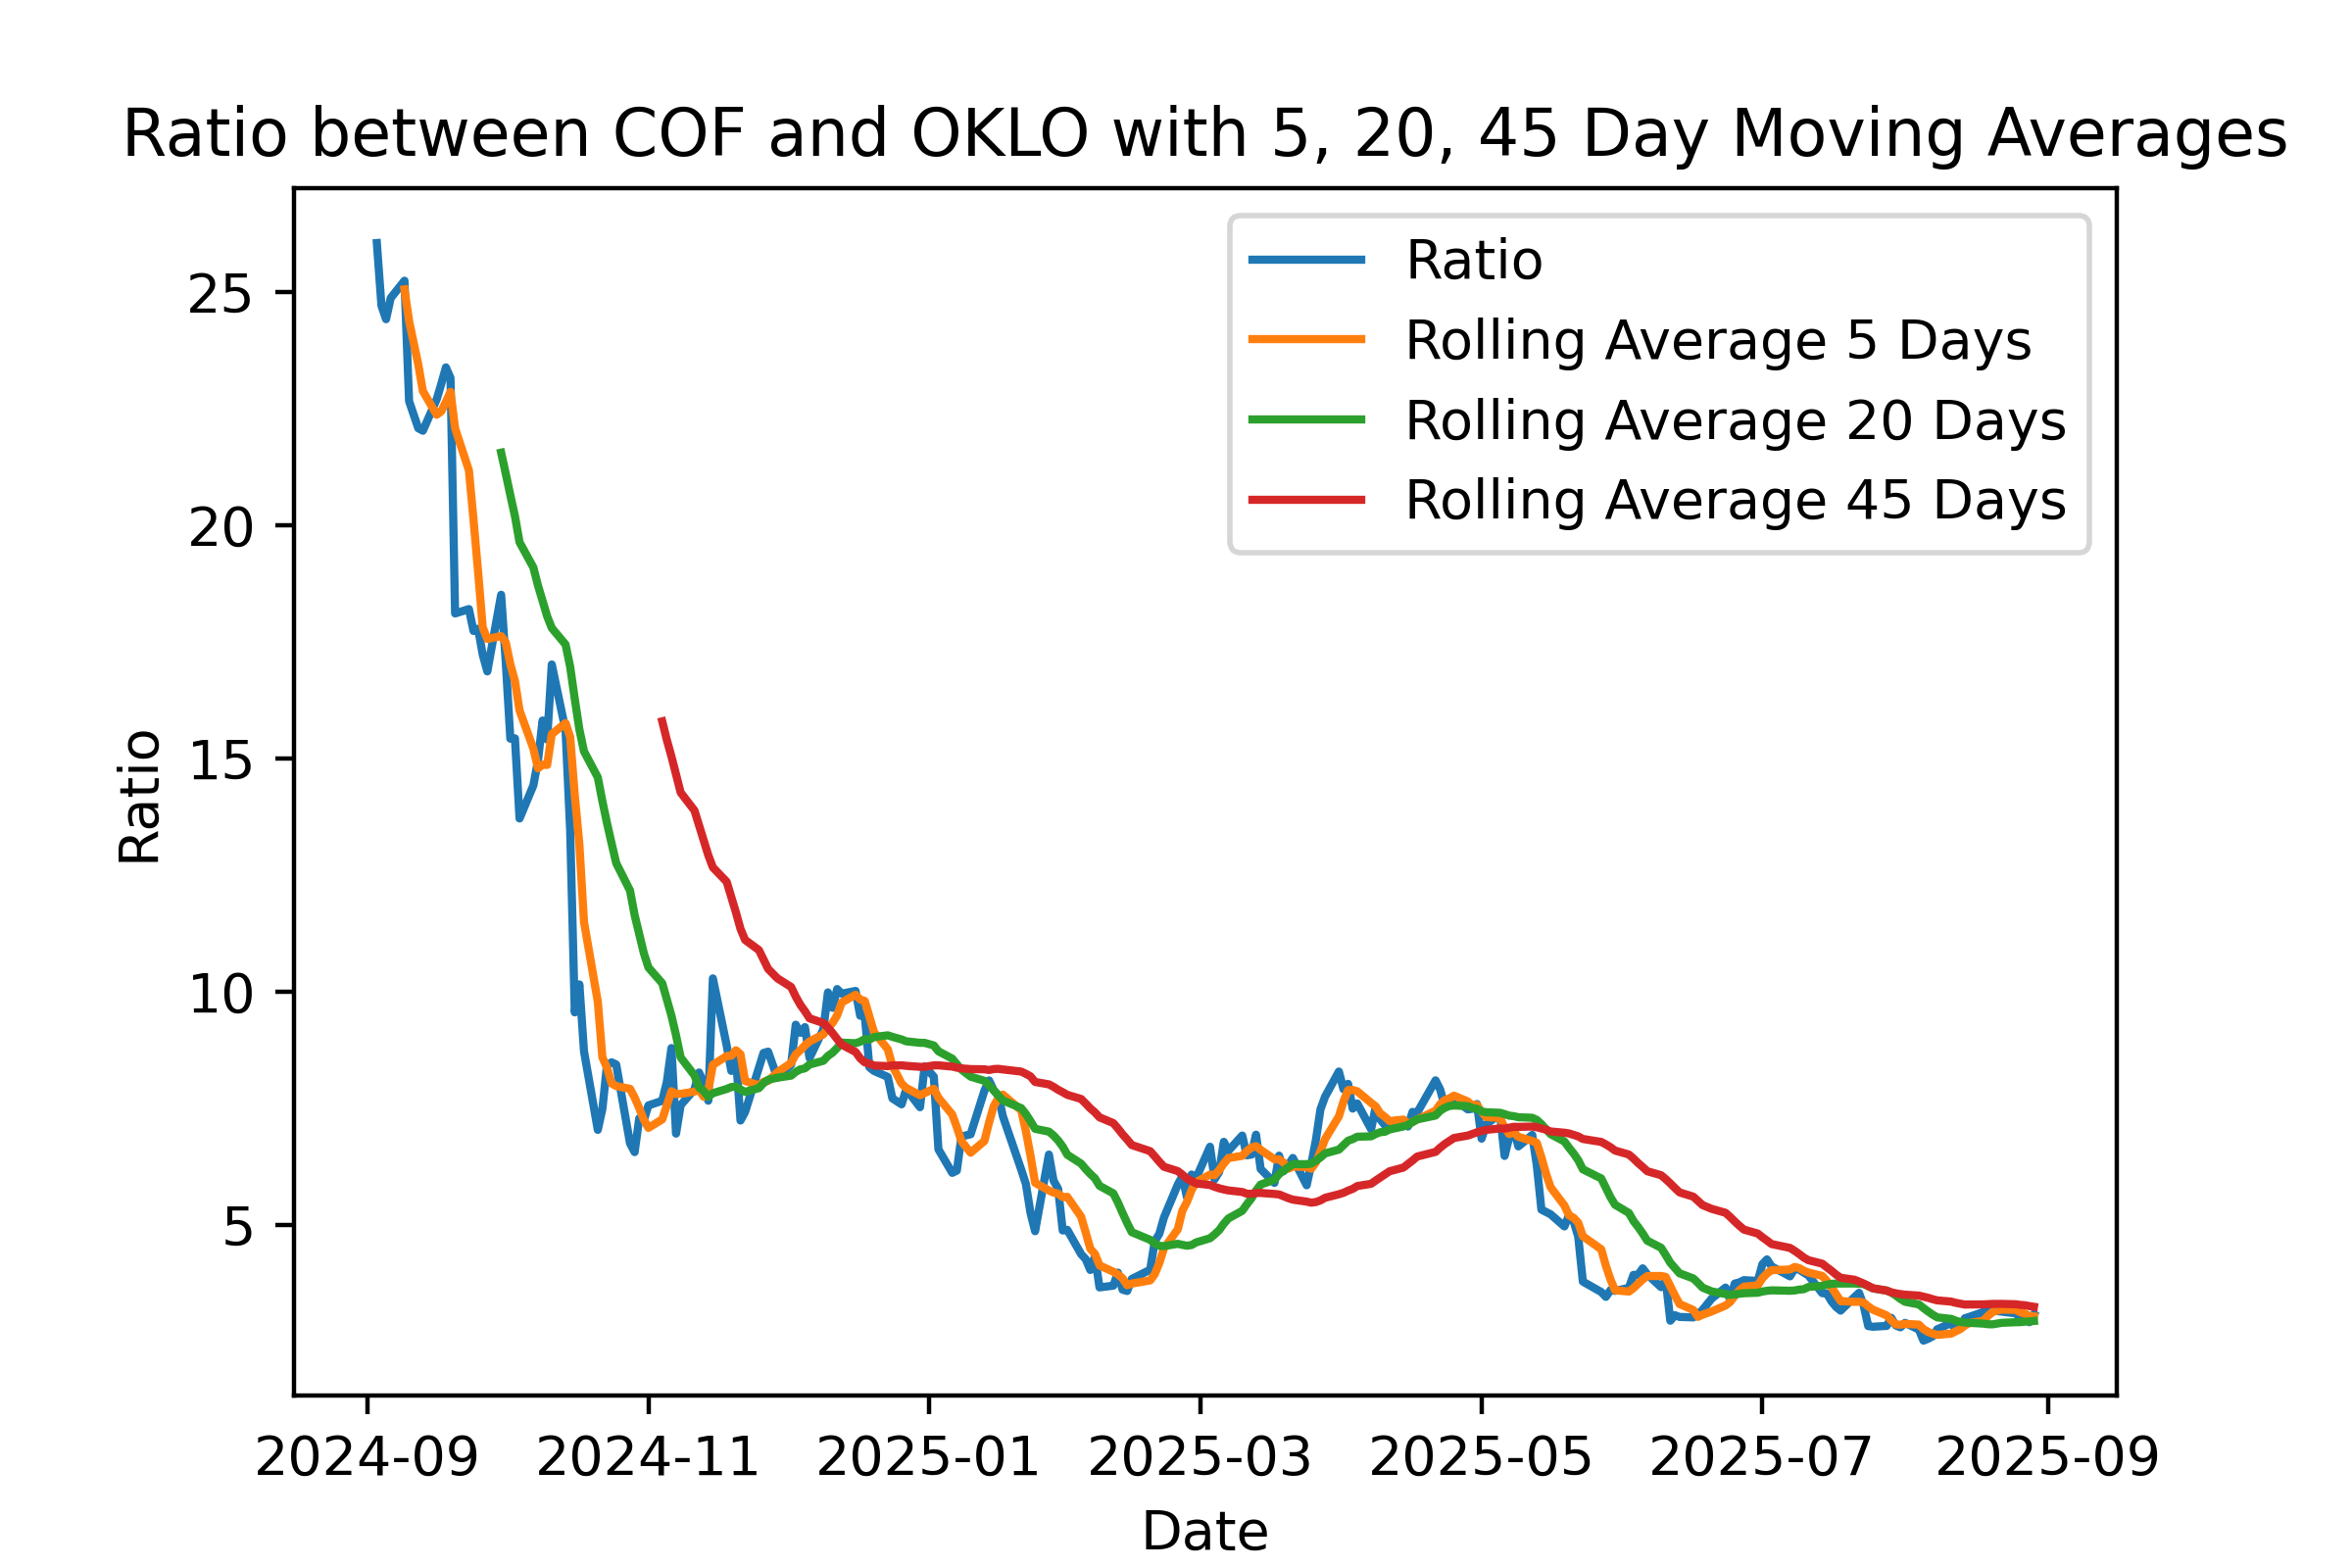 Ratio between COF and OKLO with 5, 20, 45 Day Moving Averages
Ratio
Rolling Average 5 Days
Rolling Average 20 Days
Rolling Average 45 Days
25
20
15
10
5
Ratio
2024-09 2024-11 2025-01 2025-03 2025-05 2025-07 2025-09
Date